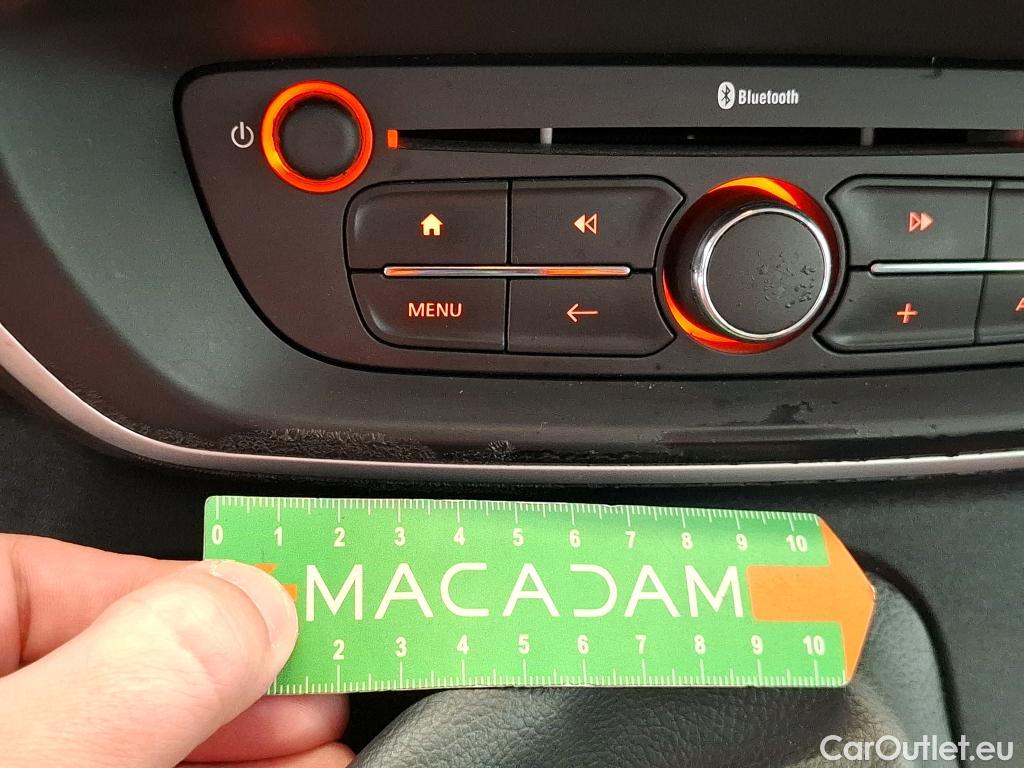 Bluetooth
MENU
+
A
0 1 2 3 4 5 6 7 8 9 10
MACADAM
2 3 4 5 6 7 8 9 10
CarOutlet.eu